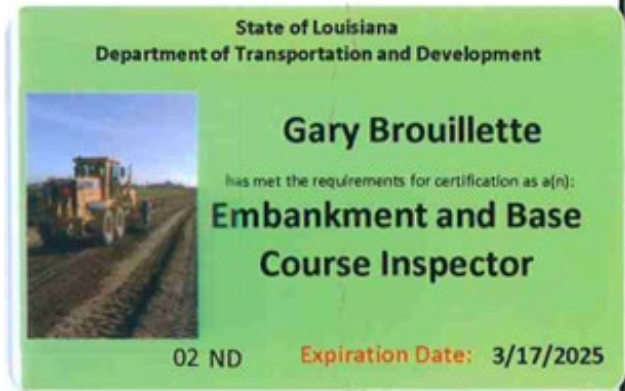 State of Louisiana
Department of Transportation and Development
Gary Brouillette
has met the requirements for certification as a(n):
Embankment and Base
Course Inspector
02 ND
Expiration Date: 3/17/2025